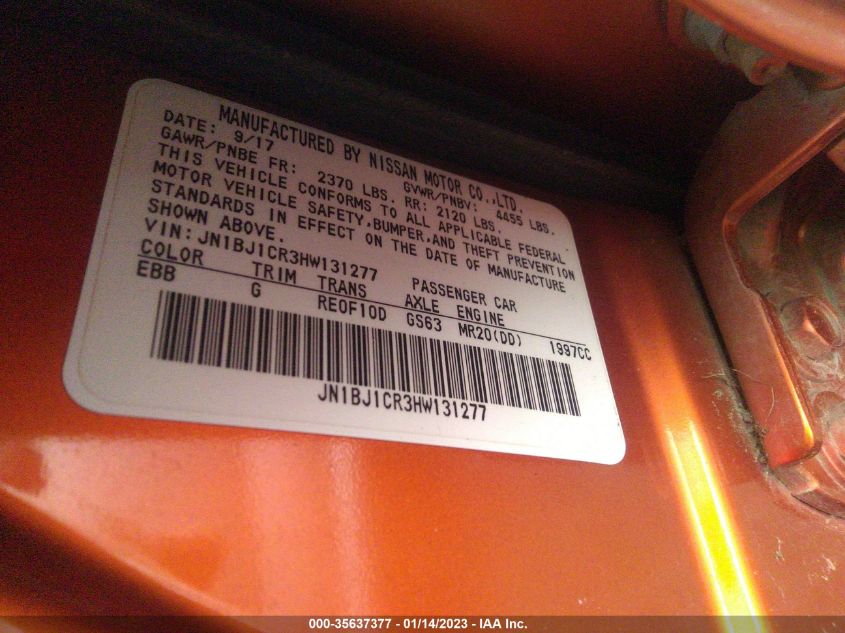 MANUFACTURED BY NISSAN MOTOR CO.,LTD.
DATE: 9/17 GVWR/PNBV: 4455 LBS.
GAWR/PNBE FR: 2370 LBS. RR: 2120 LBS.
THIS VEHICLE CONFORMS TO ALL APPLICABLE FEDERAL
MOTOR VEHICLE SAFETY,BUMPER,AND THEFT PREVENTION
STANDARDS IN EFFECT ON THE DATE OF MANUFACTURE
SHOWN ABOVE.
VIN: JN1BJ1CR3HW131277 PASSENGER CAR
COLOR TRIM TRANS AXLE ENGINE
EBB G RE0F10D GS63 MR20(DD) 1997CC
JN1BJ1CR3HW131277
000-35637377 - 01/14/2023 - IAA Inc.